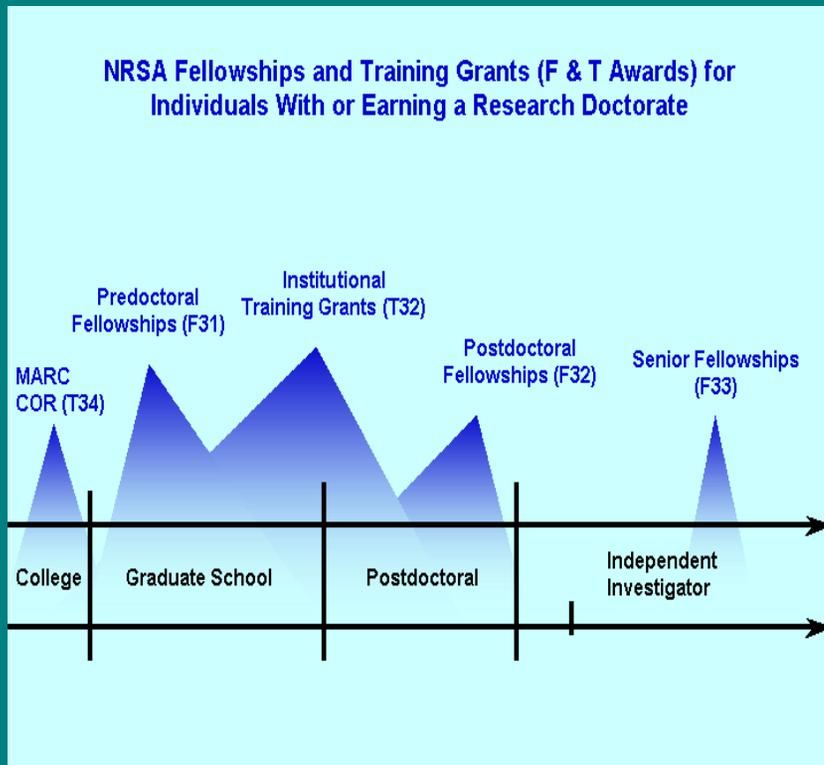 NRSA Fellowships and Training Grants (F & T Awards) for
Individuals With or Earning a Research Doctorate
Institutional
Training Grants (T32)
Predoctoral
Fellowships (F31)
Postdoctoral
Fellowships (F32)
Senior Fellowships
(F33)
MARC
COR (T34)
College
Graduate School
Postdoctoral
Independent
Investigator